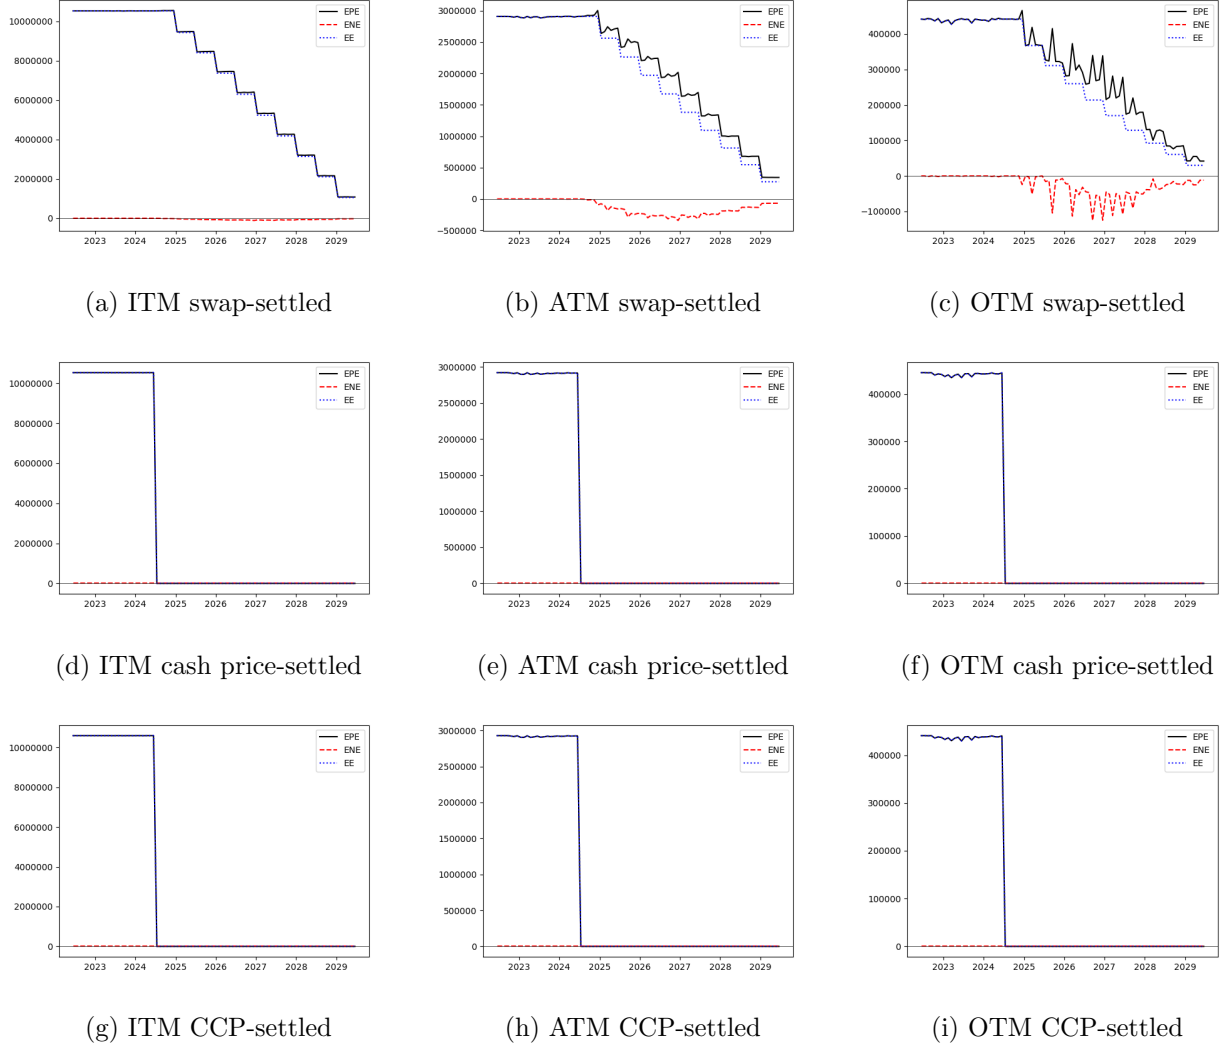 10000000
8000000
6000000
4000000
2000000
0
2023 2024 2025 2026 2027 2028 2029
EPE
ENE
EE
(a) ITM swap-settled
3000000
2500000
2000000
1500000
1000000
500000
0
−500000
2023 2024 2025 2026 2027 2028 2029
EPE
ENE
EE
(b) ATM swap-settled
400000
300000
200000
100000
0
−100000
2023 2024 2025 2026 2027 2028 2029
EPE
ENE
EE
(c) OTM swap-settled
10000000
8000000
6000000
4000000
2000000
0
2023 2024 2025 2026 2027 2028 2029
EPE
ENE
EE
(d) ITM cash price-settled
3000000
2500000
2000000
1500000
1000000
500000
0
2023 2024 2025 2026 2027 2028 2029
EPE
ENE
EE
(e) ATM cash price-settled
400000
300000
200000
100000
0
2023 2024 2025 2026 2027 2028 2029
EPE
ENE
EE
(f) OTM cash price-settled
10000000
8000000
6000000
4000000
2000000
0
2023 2024 2025 2026 2027 2028 2029
EPE
ENE
EE
(g) ITM CCP-settled
3000000
2500000
2000000
1500000
1000000
500000
0
2023 2024 2025 2026 2027 2028 2029
EPE
ENE
EE
(h) ATM CCP-settled
400000
300000
200000
100000
0
2023 2024 2025 2026 2027 2028 2029
EPE
ENE
EE
(i) OTM CCP-settled